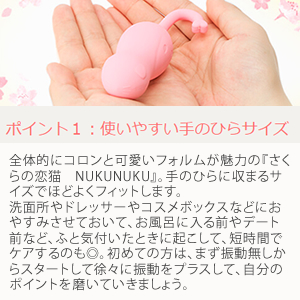 ポイント１：使いやすい手のひらサイズ
全体的にコロンと可愛いフォルムが魅力の『さく
らの恋猫　NUKUNUKU』。手のひらに収まるサイ
ズでほどよくフィットします。
洗面所やドレッサーやコスメボックスなどにお
やすみさせておいて、お風呂に入る前やデート
前など、ふと気付いたときに起こして、短時間で
ケアするのも◎。初めての方は、まず振動無しか
らスタートして徐々に振動をプラスして、自分の
ポイントを磨いていきましょう。